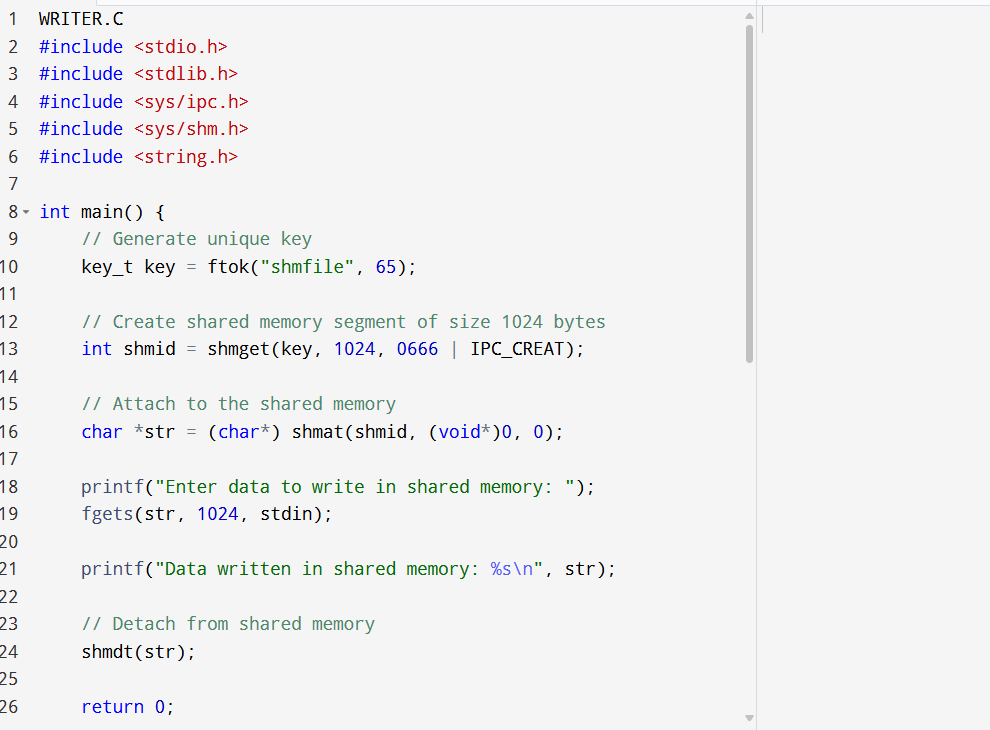 1 WRITER.C
2 #include <stdio.h>
3 #include <stdlib.h>
4 #include <sys/ipc.h>
5 #include <sys/shm.h>
6 #include <string.h>
7
8 int main() {
9     // Generate unique key
10     key_t key = ftok("shmfile", 65);
11
12     // Create shared memory segment of size 1024 bytes
13     int shmid = shmget(key, 1024, 0666 | IPC_CREAT);
14
15     // Attach to the shared memory
16     char *str = (char*) shmat(shmid, (void*)0, 0);
17
18     printf("Enter data to write in shared memory: ");
19     fgets(str, 1024, stdin);
20
21     printf("Data written in shared memory: %s\n", str);
22
23     // Detach from shared memory
24     shmdt(str);
25
26     return 0;